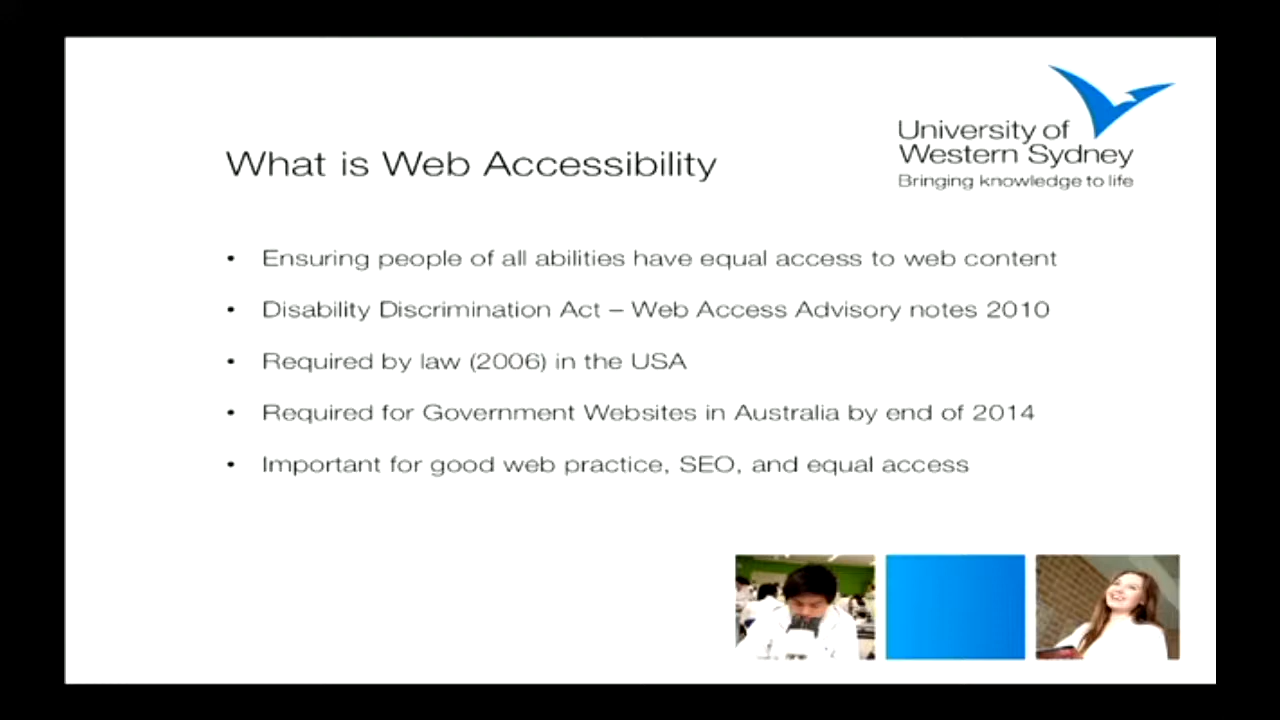 University of
Western Sydney
Bringing knowledge to life
What is Web Accessibility
• Ensuring people of all abilities have equal access to web content
• Disability Discrimination Act – Web Access Advisory notes 2010
• Required by law (2006) in the USA
• Required for Government Websites in Australia by end of 2014
• Important for good web practice, SEO, and equal access